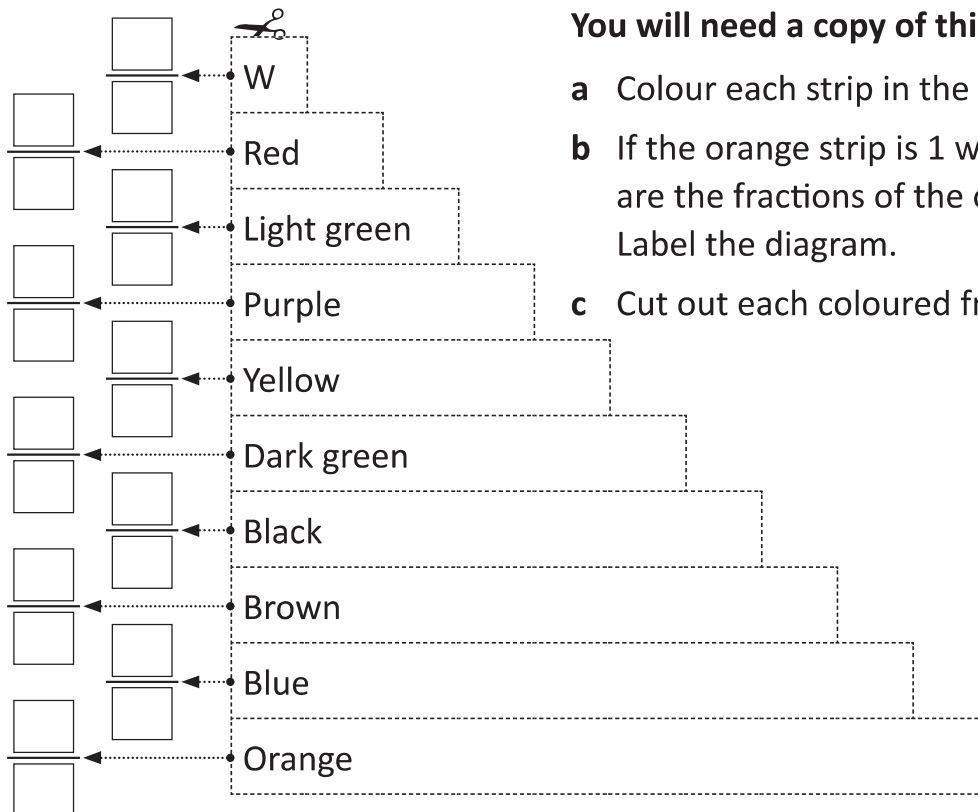 You will need a copy of thi
a Colour each strip in the
b If the orange strip is 1 w
are the fractions of the
Label the diagram.
c Cut out each coloured fr
W
Red
Light green
Purple
Yellow
Dark green
Black
Brown
Blue
Orange